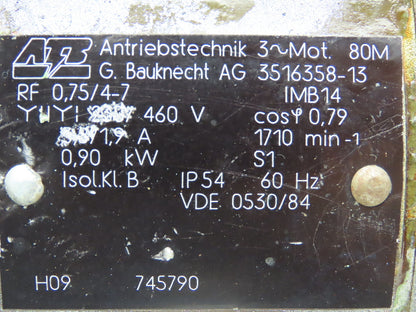 ATB Antriebstechnik 3~Mot. 80M
G. Bauknecht AG 3516358-13
RF 0,75/4-7 IMB14
460 V cosφ 0,79
1,9 A 1710 min-1
0,90 kW S1
Isol.Kl.B IP54 60 Hz
VDE 0530/84
H09 745790